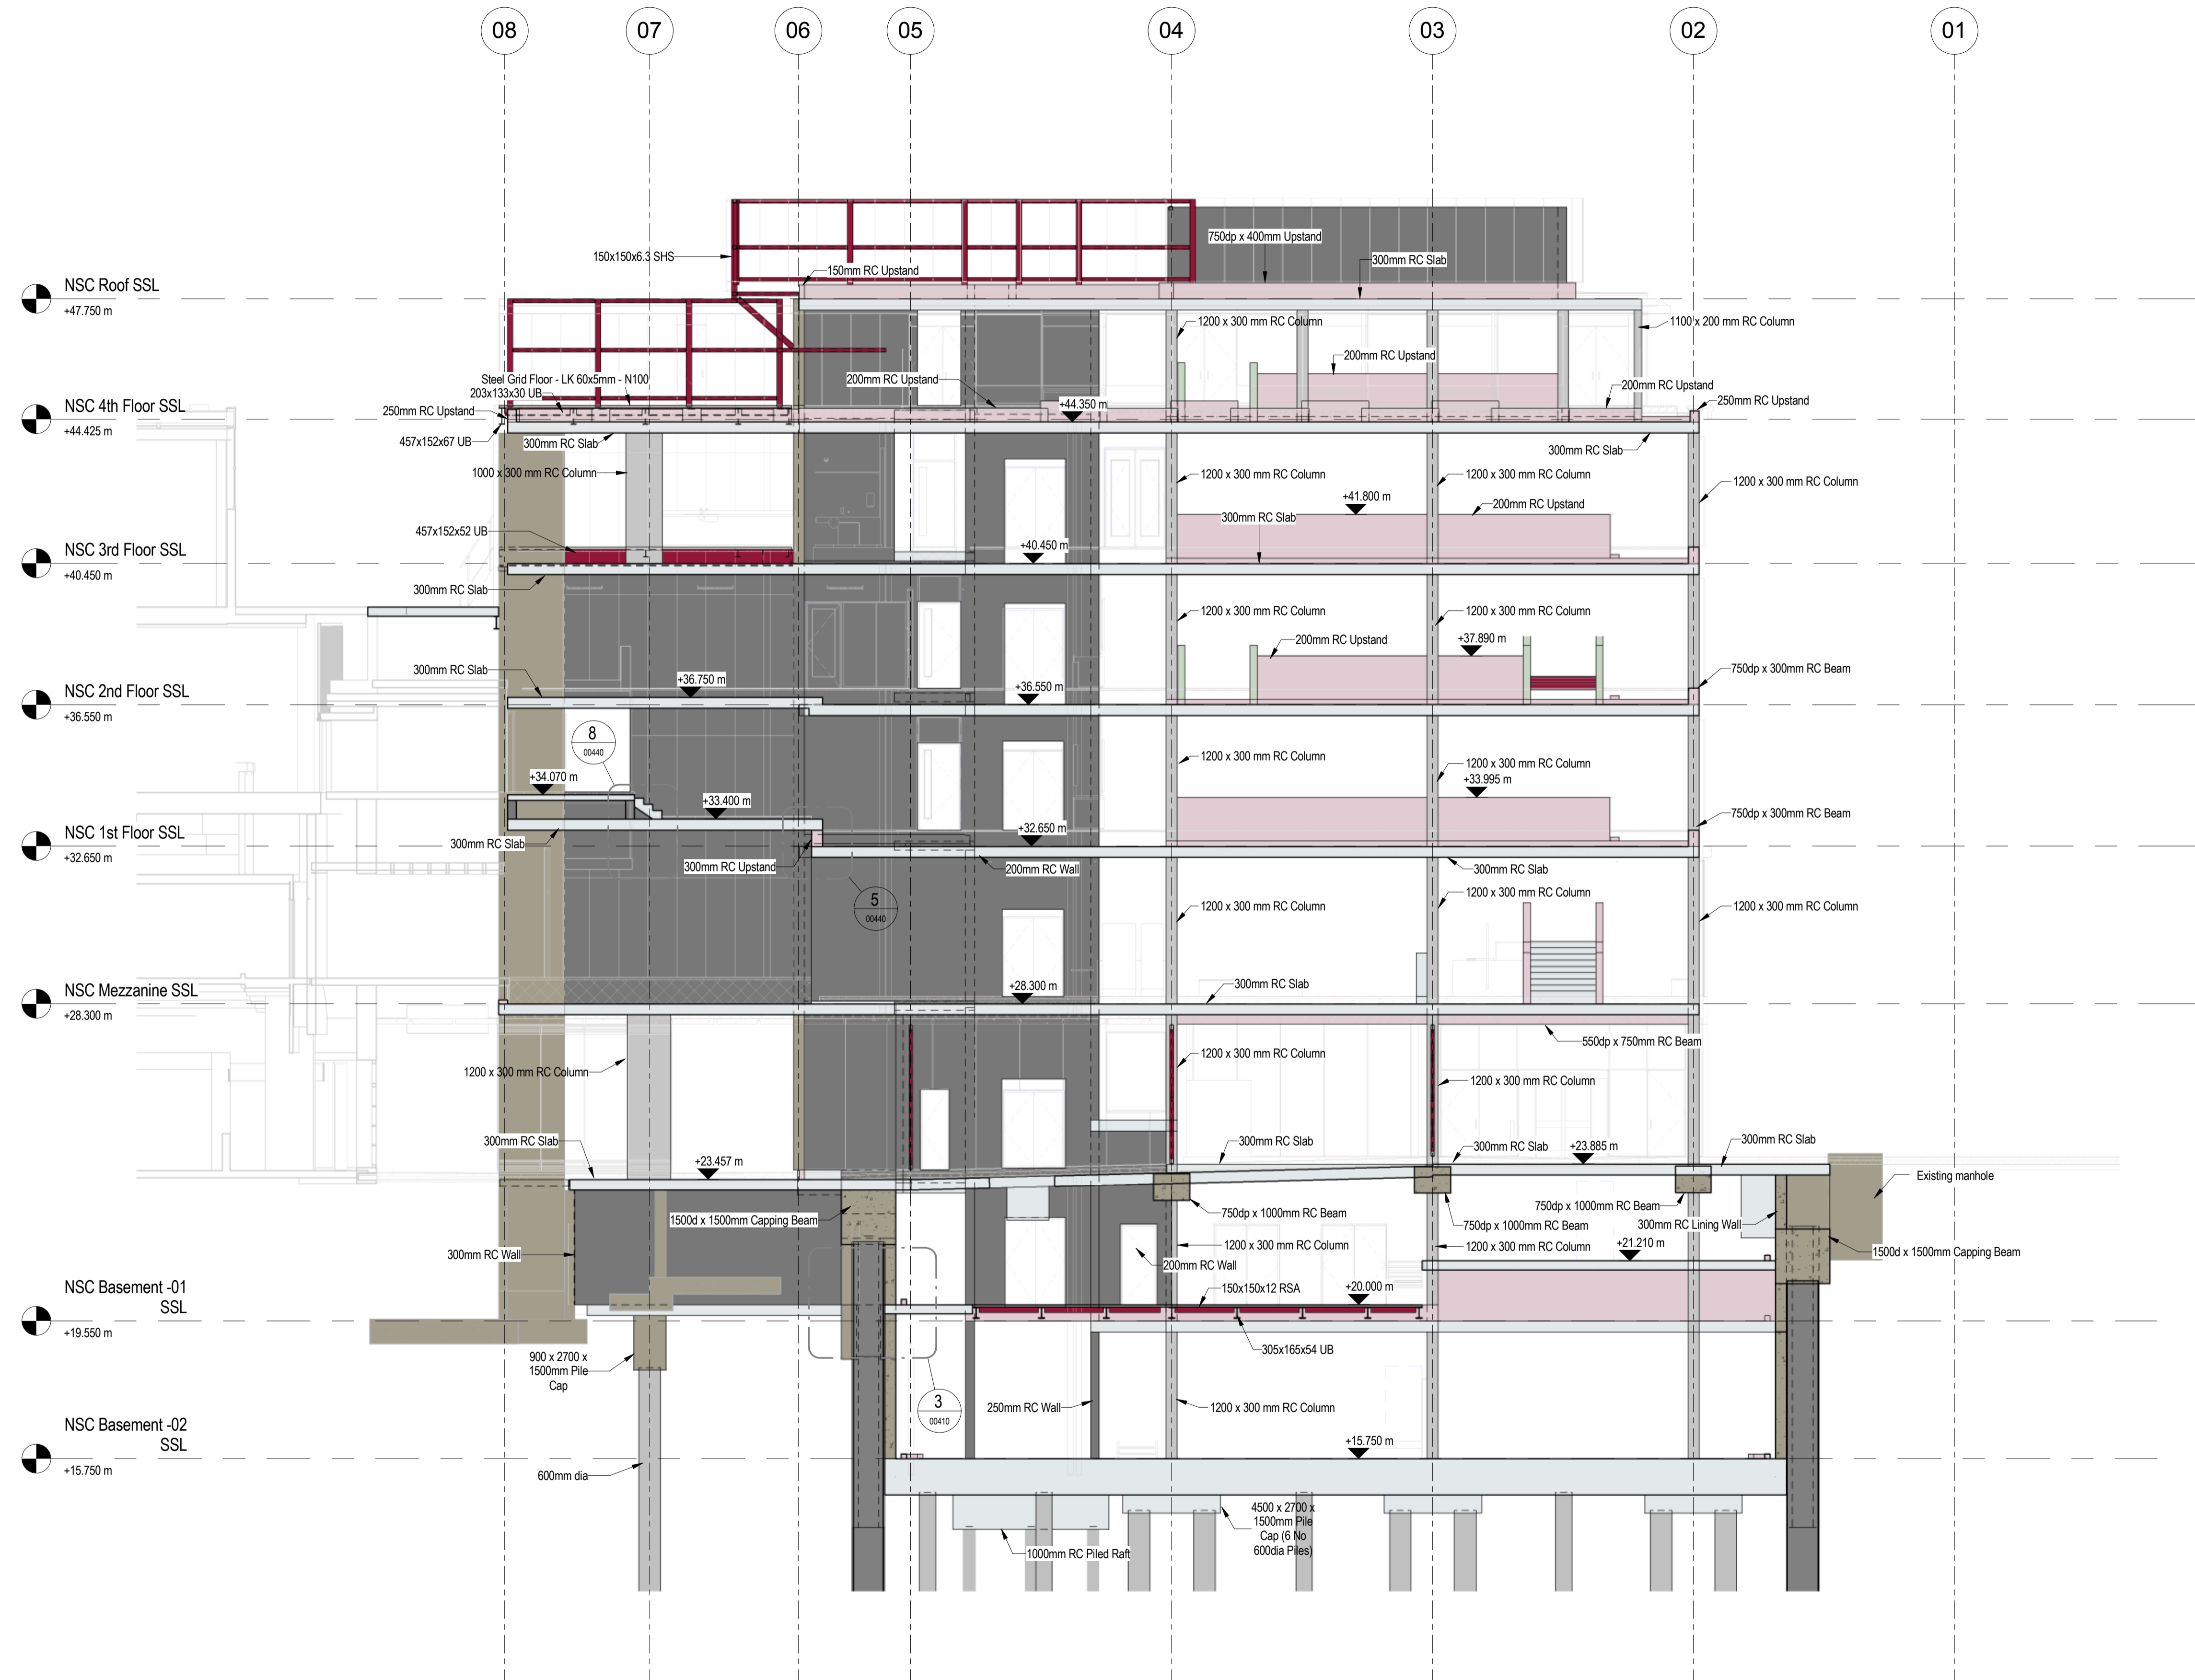 08
07
06
05
04
03
02
01
750dp x 400mm Upstand
150x150x6.3 SHS
300mm RC Slab
150mm RC Upstand
NSC Roof SSL
+47.750 m
1200 x 300 mm RC Column
1100 x 200 mm RC Column
200mm RC Upstand
Steel Grid Floor - LK 60x5mm - N100
200mm RC Upstand
203x133x30 UB
200mm RC Upstand
NSC 4th Floor SSL
+44.425 m
250mm RC Upstand
+44.350 m
250mm RC Upstand
457x152x67 UB
300mm RC Slab
300mm RC Slab
1000 x 300 mm RC Column
1200 x 300 mm RC Column
1200 x 300 mm RC Column
1200 x 300 mm RC Column
+41.800 m
200mm RC Upstand
300mm RC Slab
457x152x52 UB
NSC 3rd Floor SSL
+40.450 m
+40.450 m
300mm RC Slab
1200 x 300 mm RC Column
1200 x 300 mm RC Column
200mm RC Upstand
+37.890 m
300mm RC Slab
750dp x 300mm RC Beam
+36.750 m
+36.550 m
NSC 2nd Floor SSL
+36.550 m
8
00440
1200 x 300 mm RC Column
1200 x 300 mm RC Column
+34.070 m
+33.995 m
+33.400 m
750dp x 300mm RC Beam
NSC 1st Floor SSL
+32.650 m
+32.650 m
300mm RC Slab
300mm RC Upstand
200mm RC Wall
300mm RC Slab
5
00440
1200 x 300 mm RC Column
1200 x 300 mm RC Column
1200 x 300 mm RC Column
NSC Mezzanine SSL
+28.300 m
+28.300 m
300mm RC Slab
550dp x 750mm RC Beam
1200 x 300 mm RC Column
1200 x 300 mm RC Column
1200 x 300 mm RC Column
300mm RC Slab
300mm RC Slab
300mm RC Slab
+23.885 m
300mm RC Slab
+23.457 m
Existing manhole
1500d x 1500mm Capping Beam
750dp x 1000mm RC Beam
750dp x 1000mm RC Beam
750dp x 1000mm RC Beam
300mm RC Lining Wall
300mm RC Wall
1200 x 300 mm RC Column
1200 x 300 mm RC Column
+21.210 m
1500d x 1500mm Capping Beam
200mm RC Wall
150x150x12 RSA
+20.000 m
NSC Basement -01
SSL
+19.550 m
305x165x54 UB
900 x 2700 x
1500mm Pile
Cap
3
00410
250mm RC Wall
1200 x 300 mm RC Column
NSC Basement -02
SSL
+15.750 m
+15.750 m
600mm dia
4500 x 2700 x
1500mm Pile
Cap (6 No
600dia Piles)
1000mm RC Piled Raft